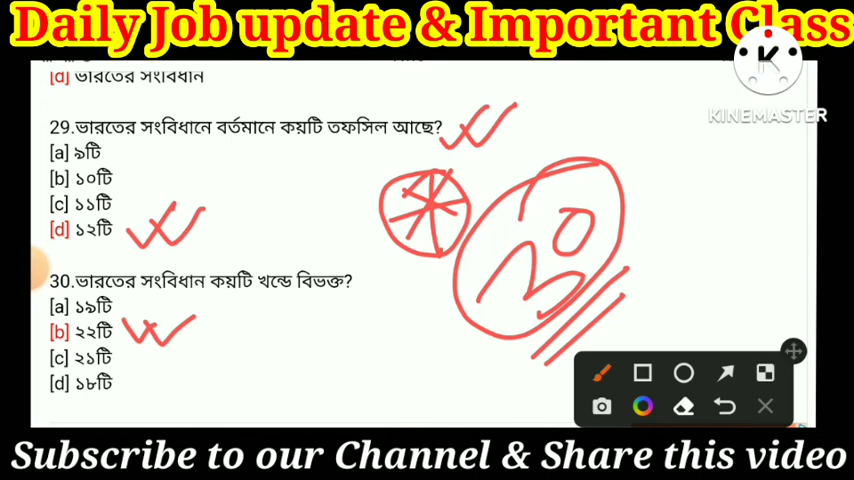 Daily Job update & Important Class
KINEMASTER
[d] ভারতের সংবিধান
29.ভারতের সংবিধানে বর্তমানে কয়টি তফসিল আছে?
[a] ৯টি
[b] ১০টি
[c] ১১টি
[d] ১২টি
30.ভারতের সংবিধান কয়টি খন্ডে বিভক্ত?
[a] ১৯টি
[b] ২২টি
[c] ২১টি
[d] ১৮টি
Subscribe to our Channel & Share this video